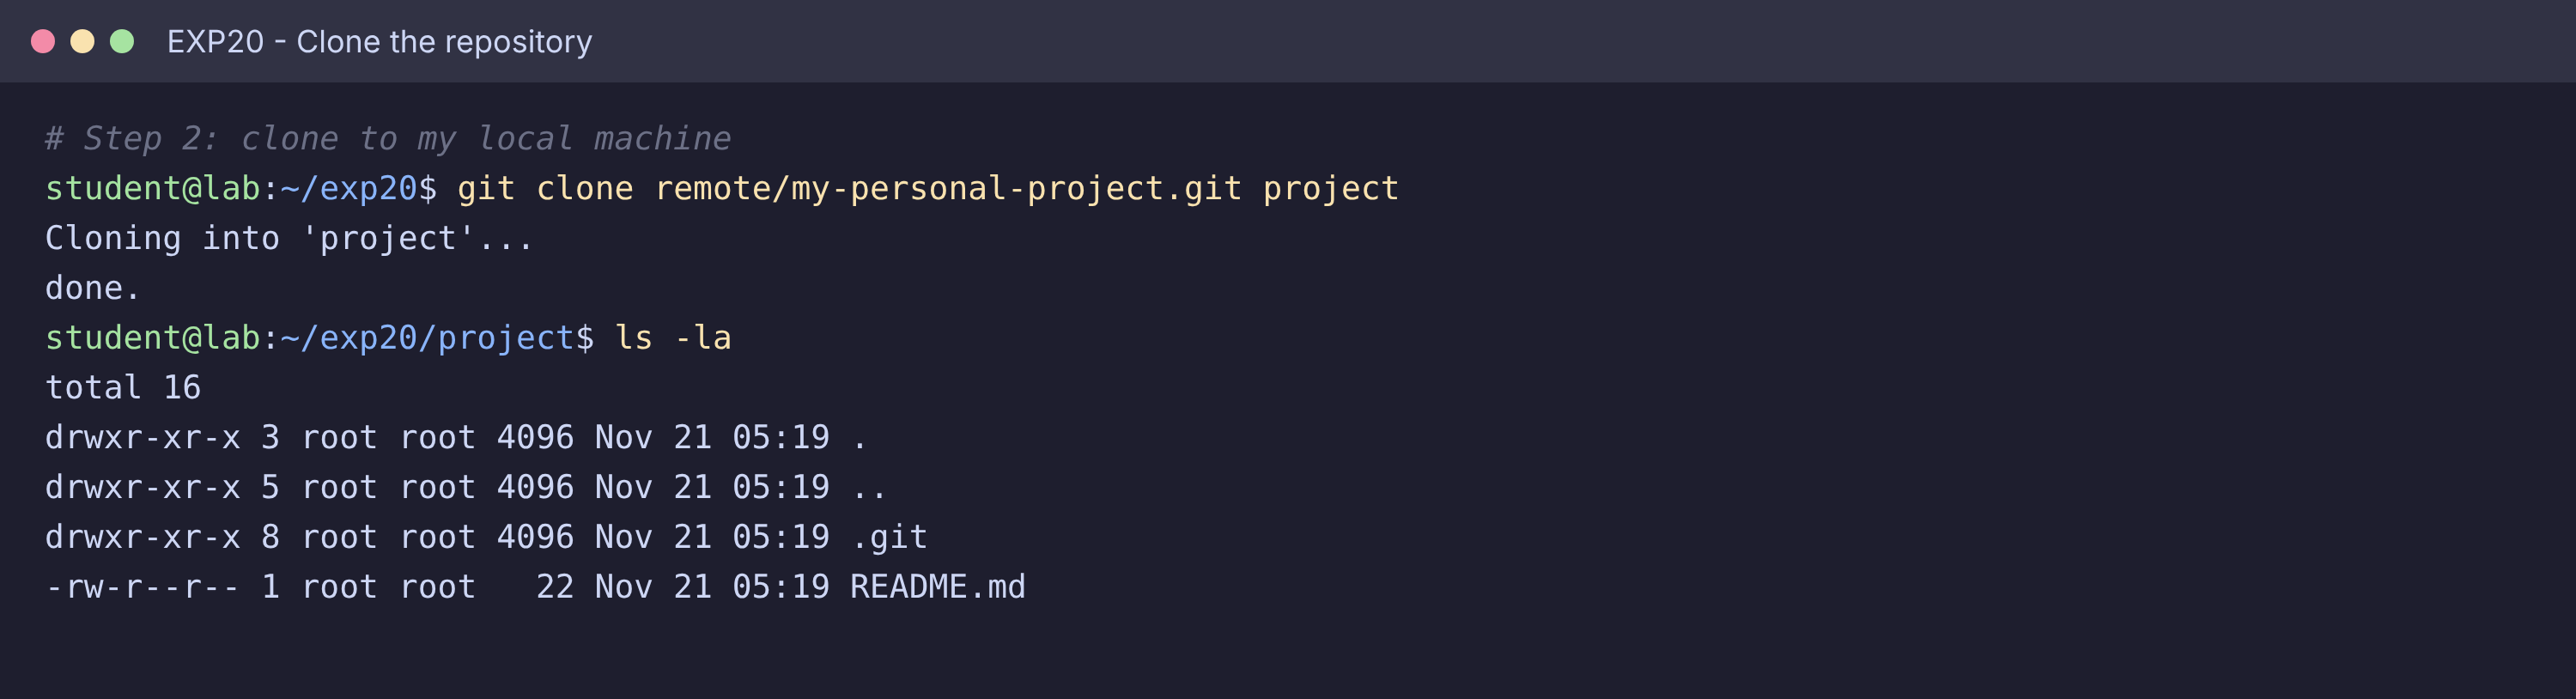 EXP20 - Clone the repository
# Step 2: clone to my local machine
student@lab:~/exp20$ git clone remote/my-personal-project.git project
Cloning into 'project'...
done.
student@lab:~/exp20/project$ ls -la
total 16
drwxr-xr-x 3 root root 4096 Nov 21 05:19 .
drwxr-xr-x 5 root root 4096 Nov 21 05:19 ..
drwxr-xr-x 8 root root 4096 Nov 21 05:19 .git
-rw-r--r-- 1 root root   22 Nov 21 05:19 README.md